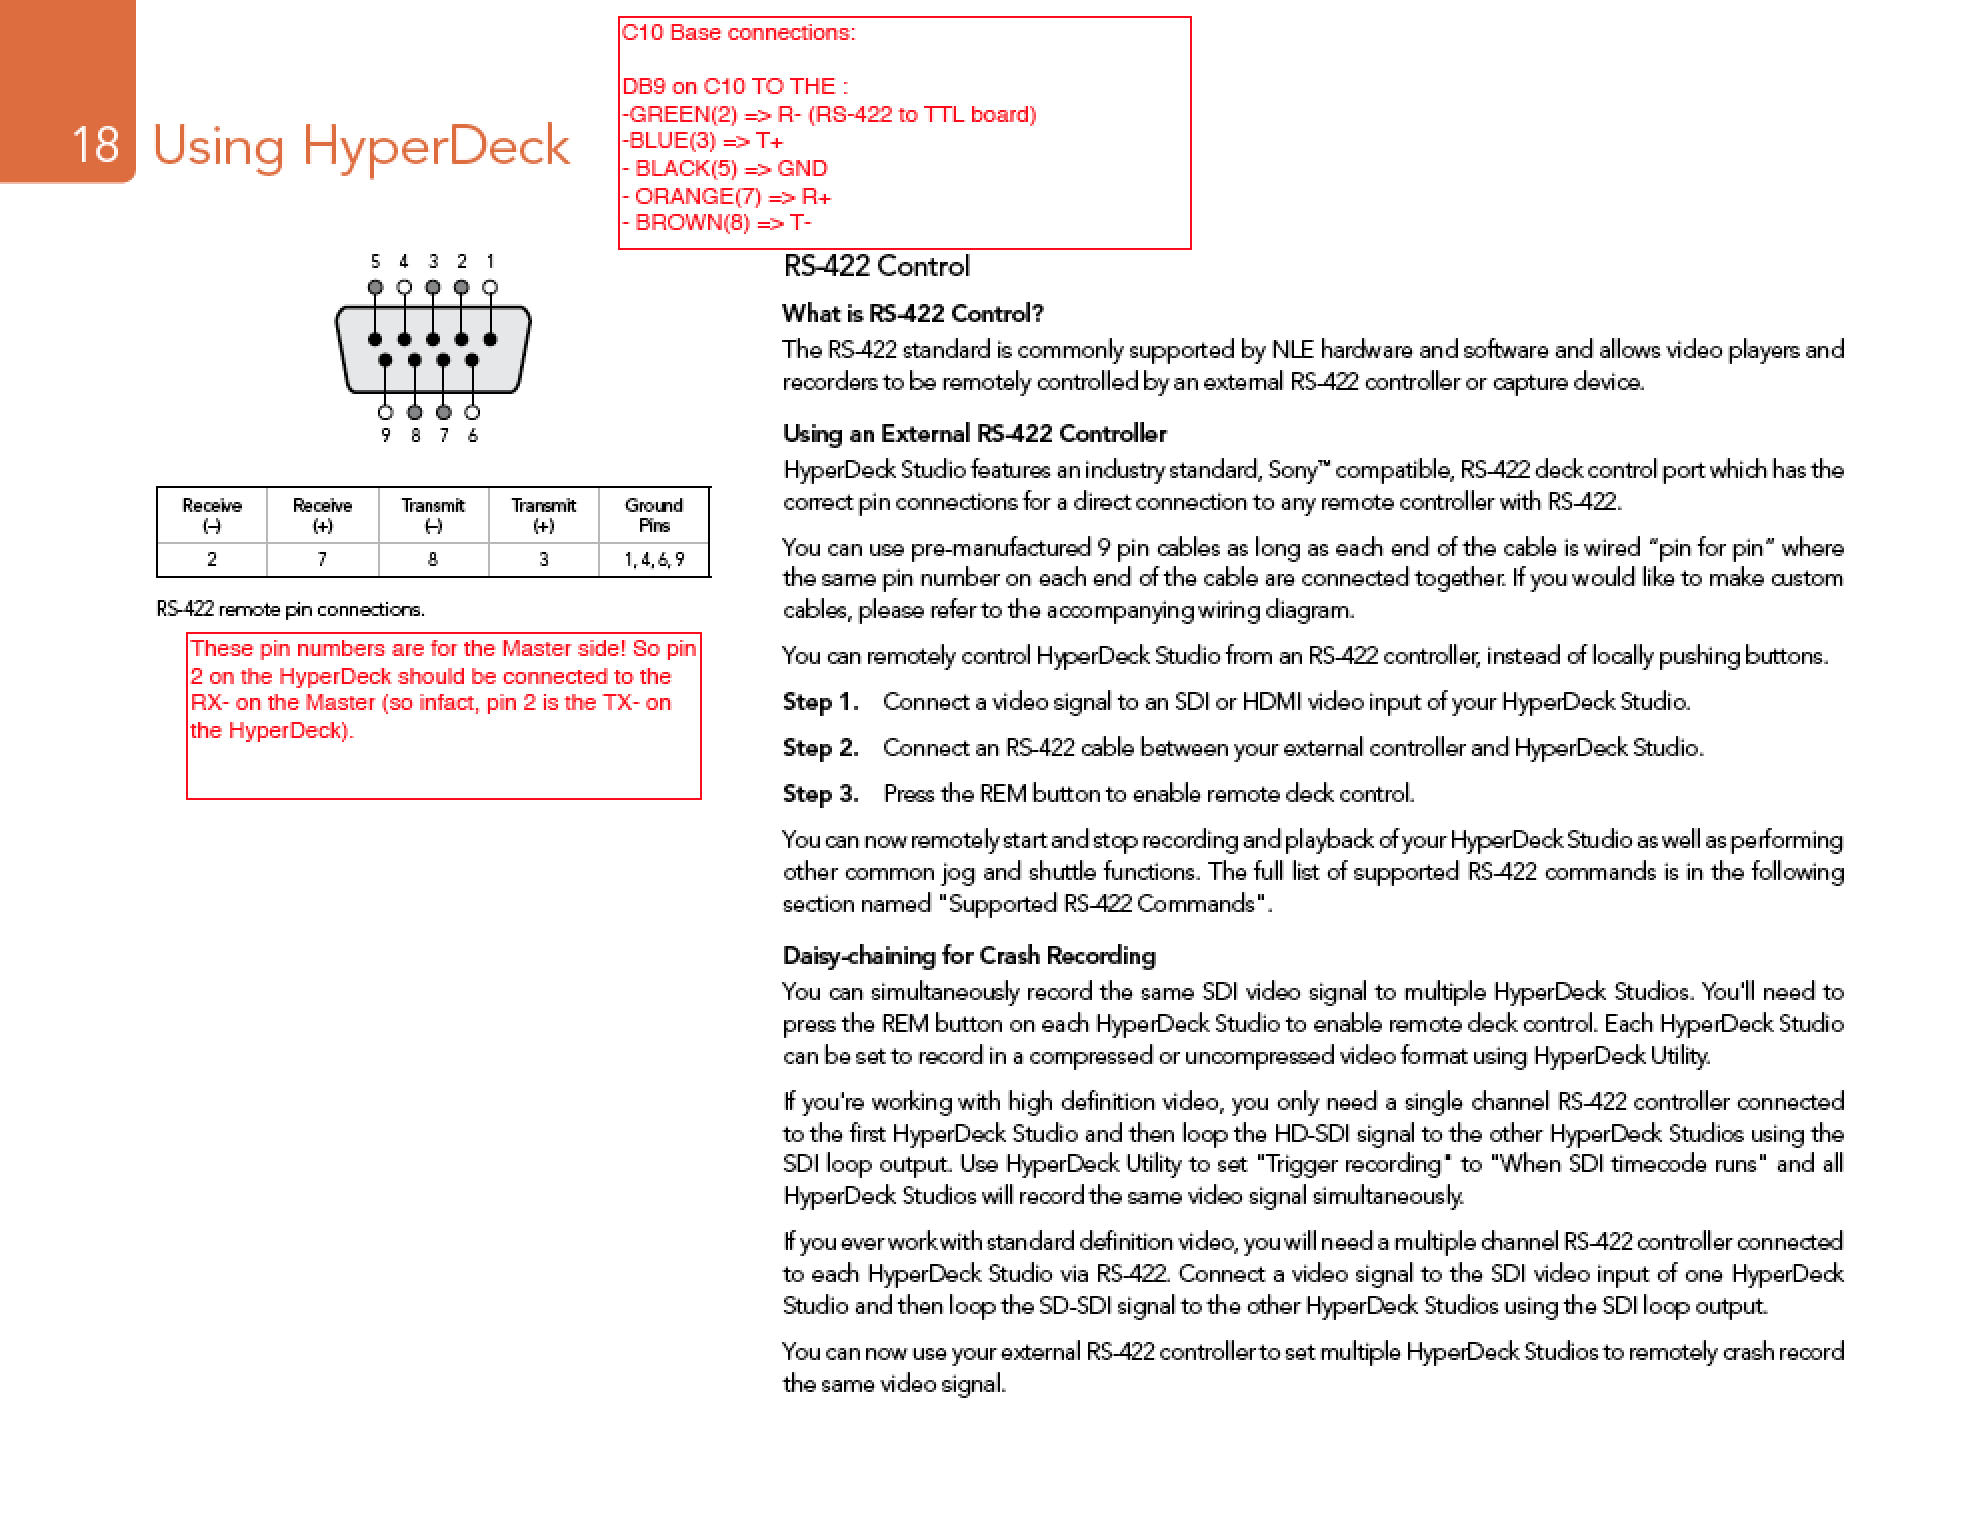 18 Using HyperDeck
C10 Base connections:
DB9 on C10 TO THE :
-GREEN(2) => R- (RS-422 to TTL board)
-BLUE(3) => T+
- BLACK(5) => GND
- ORANGE(7) => R+
- BROWN(8) => T-
5 4 3 2 1
9 8 7 6
Receive (–) Receive (+) Transmit (–) Transmit (+) Ground Pins
2 7 8 3 1, 4, 6, 9
RS-422 remote pin connections.
These pin numbers are for the Master side! So pin
2 on the HyperDeck should be connected to the
RX- on the Master (so infact, pin 2 is the TX- on
the HyperDeck).
RS-422 Control
What is RS-422 Control?
The RS-422 standard is commonly supported by NLE hardware and software and allows video players and
recorders to be remotely controlled by an external RS-422 controller or capture device.
Using an External RS-422 Controller
HyperDeck Studio features an industry standard, Sony™ compatible, RS-422 deck control port which has the
correct pin connections for a direct connection to any remote controller with RS-422.
You can use pre-manufactured 9 pin cables as long as each end of the cable is wired “pin for pin” where
the same pin number on each end of the cable are connected together. If you would like to make custom
cables, please refer to the accompanying wiring diagram.
You can remotely control HyperDeck Studio from an RS-422 controller, instead of locally pushing buttons.
Step 1. Connect a video signal to an SDI or HDMI video input of your HyperDeck Studio.
Step 2. Connect an RS-422 cable between your external controller and HyperDeck Studio.
Step 3. Press the REM button to enable remote deck control.
You can now remotely start and stop recording and playback of your HyperDeck Studio as well as performing
other common jog and shuttle functions. The full list of supported RS-422 commands is in the following
section named "Supported RS-422 Commands".
Daisy-chaining for Crash Recording
You can simultaneously record the same SDI video signal to multiple HyperDeck Studios. You'll need to
press the REM button on each HyperDeck Studio to enable remote deck control. Each HyperDeck Studio
can be set to record in a compressed or uncompressed video format using HyperDeck Utility.
If you're working with high definition video, you only need a single channel RS-422 controller connected
to the first HyperDeck Studio and then loop the HD-SDI signal to the other HyperDeck Studios using the
SDI loop output. Use HyperDeck Utility to set "Trigger recording" to "When SDI timecode runs" and all
HyperDeck Studios will record the same video signal simultaneously.
If you ever work with standard definition video, you will need a multiple channel RS-422 controller connected
to each HyperDeck Studio via RS-422. Connect a video signal to the SDI video input of one HyperDeck
Studio and then loop the SD-SDI signal to the other HyperDeck Studios using the SDI loop output.
You can now use your external RS-422 controller to set multiple HyperDeck Studios to remotely crash record
the same video signal.